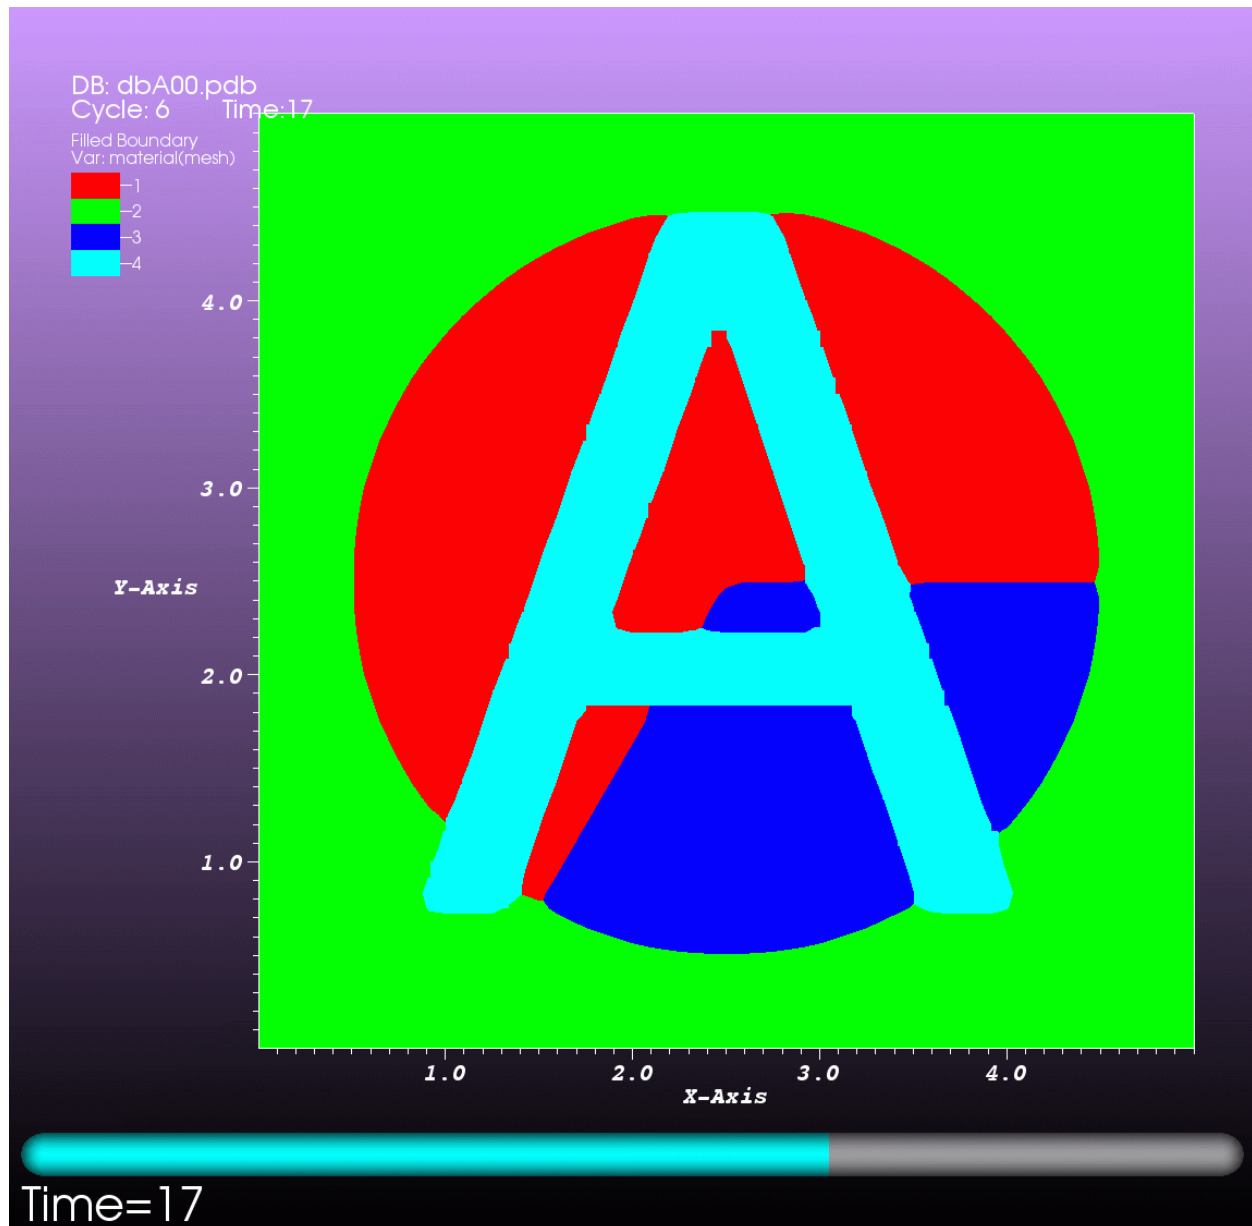 DB: dbA00.pdb
Cycle: 6 Time:17
Filled Boundary
Var: material(mesh)
1
2
3
4
A
4.0
3.0
Y-Axis
2.0
1.0
1.0 2.0 3.0 4.0
X-Axis
Time=17